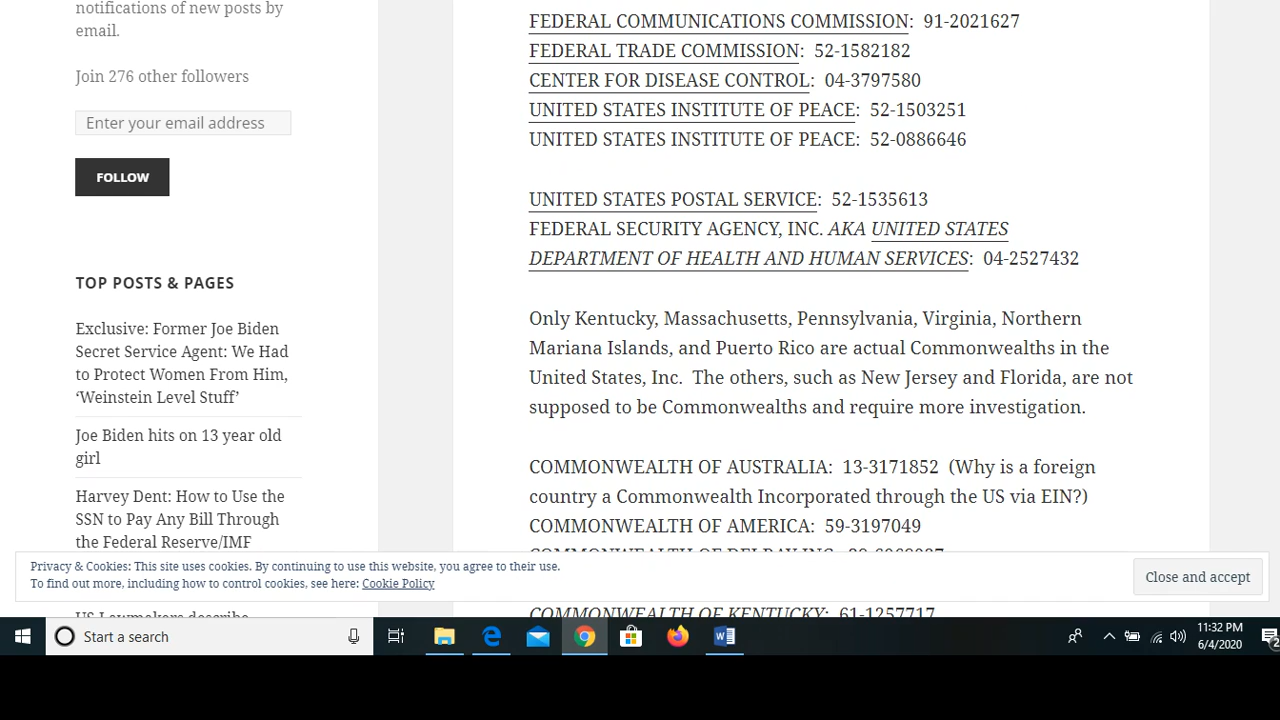 notifications of new posts by
email.
Join 276 other followers
Enter your email address
FOLLOW
TOP POSTS & PAGES
Exclusive: Former Joe Biden
Secret Service Agent: We Had
to Protect Women From Him,
‘Weinstein Level Stuff’
Joe Biden hits on 13 year old
girl
Harvey Dent: How to Use the
SSN to Pay Any Bill Through
the Federal Reserve/IMF
US Lawmakers describe
FEDERAL COMMUNICATIONS COMMISSION: 91-2021627
FEDERAL TRADE COMMISSION: 52-1582182
CENTER FOR DISEASE CONTROL: 04-3797580
UNITED STATES INSTITUTE OF PEACE: 52-1503251
UNITED STATES INSTITUTE OF PEACE: 52-0886646
UNITED STATES POSTAL SERVICE: 52-1535613
FEDERAL SECURITY AGENCY, INC. AKA UNITED STATES
DEPARTMENT OF HEALTH AND HUMAN SERVICES: 04-2527432
Only Kentucky, Massachusetts, Pennsylvania, Virginia, Northern
Mariana Islands, and Puerto Rico are actual Commonwealths in the
United States, Inc. The others, such as New Jersey and Florida, are not
supposed to be Commonwealths and require more investigation.
COMMONWEALTH OF AUSTRALIA: 13-3171852 (Why is a foreign
country a Commonwealth Incorporated through the US via EIN?)
COMMONWEALTH OF AMERICA: 59-3197049
COMMONWEALTH OF DELRAY INC
COMMONWEALTH OF KENTUCKY: 61-1257717
Privacy & Cookies: This site uses cookies. By continuing to use this website, you agree to their use.
To find out more, including how to control cookies, see here: Cookie Policy
Close and accept
Start a search
11:32 PM
6/4/2020
2